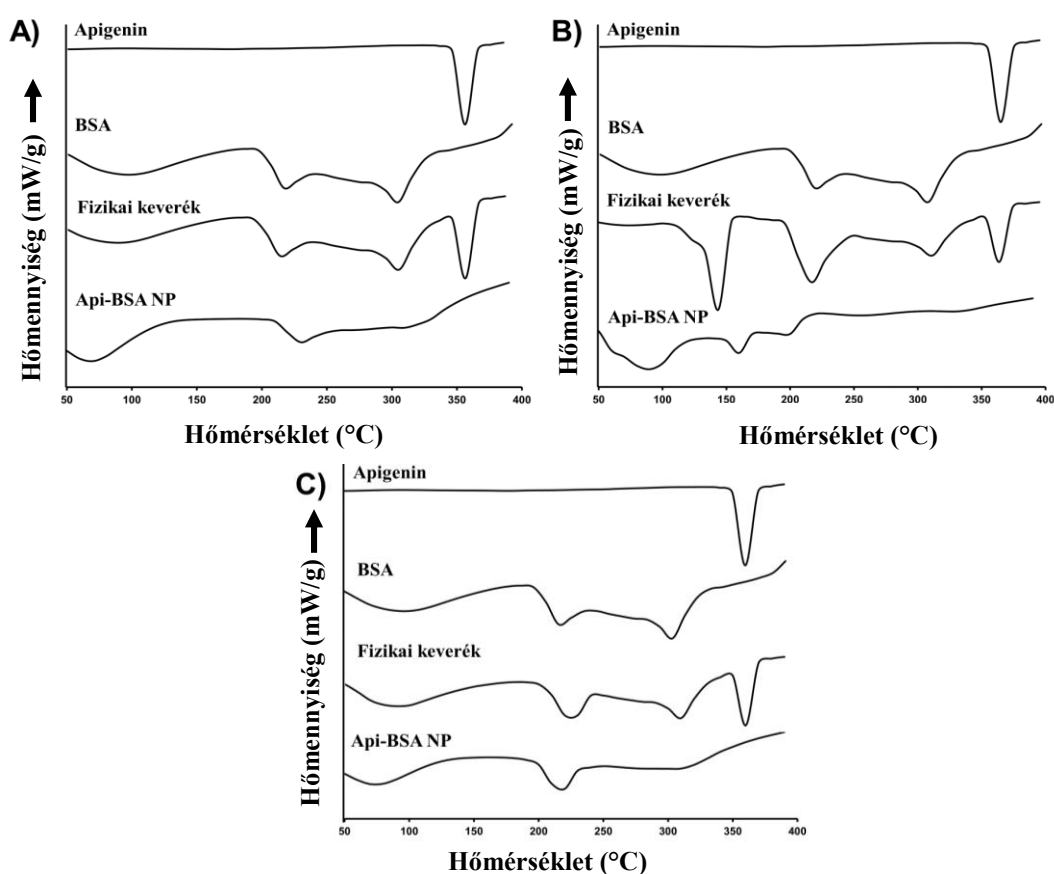 A)
Apigenin
BSA
Fizikai keverék
Api-BSA NP
Hőmennyiség (mW/g)
50 100 150 200 250 300 350 400
Hőmérséklet (°C)
B)
Apigenin
BSA
Fizikai keverék
Api-BSA NP
Hőmennyiség (mW/g)
50 100 150 200 250 300 350 400
Hőmérséklet (°C)
C)
Apigenin
BSA
Fizikai keverék
Api-BSA NP
Hőmennyiség (mW/g)
50 100 150 200 250 300 350 400
Hőmérséklet (°C)